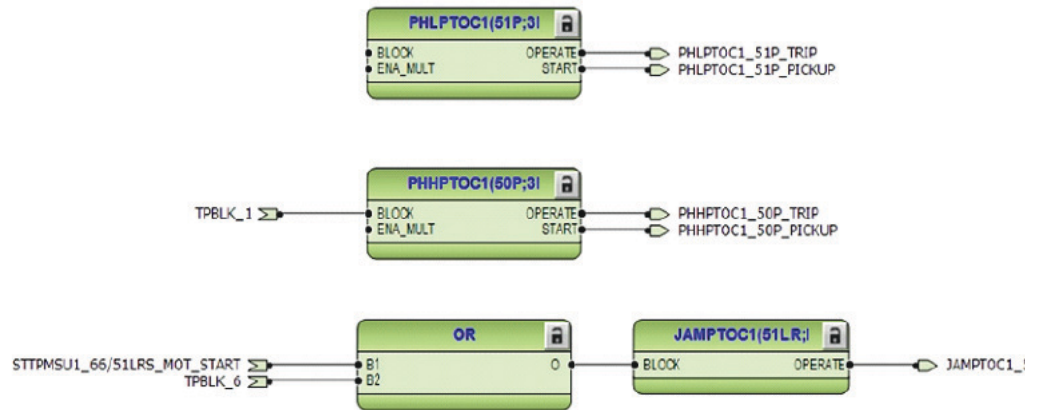 PHLPTOC1(51P;3I
BLOCK OPERATE PHLPTOC1_51P_TRIP
ENA_MULT START PHLPTOC1_51P_PICKUP
PHHPTOC1(50P;3I
TPBLK_1 BLOCK OPERATE PHHPTOC1_50P_TRIP
ENA_MULT START PHHPTOC1_50P_PICKUP
OR JAMPTOC1(51LR;I
STTPMSU1_66/51LRS_MOT_START B1 O BLOCK OPERATE JAMPTOC1_
TPBLK_6 B2